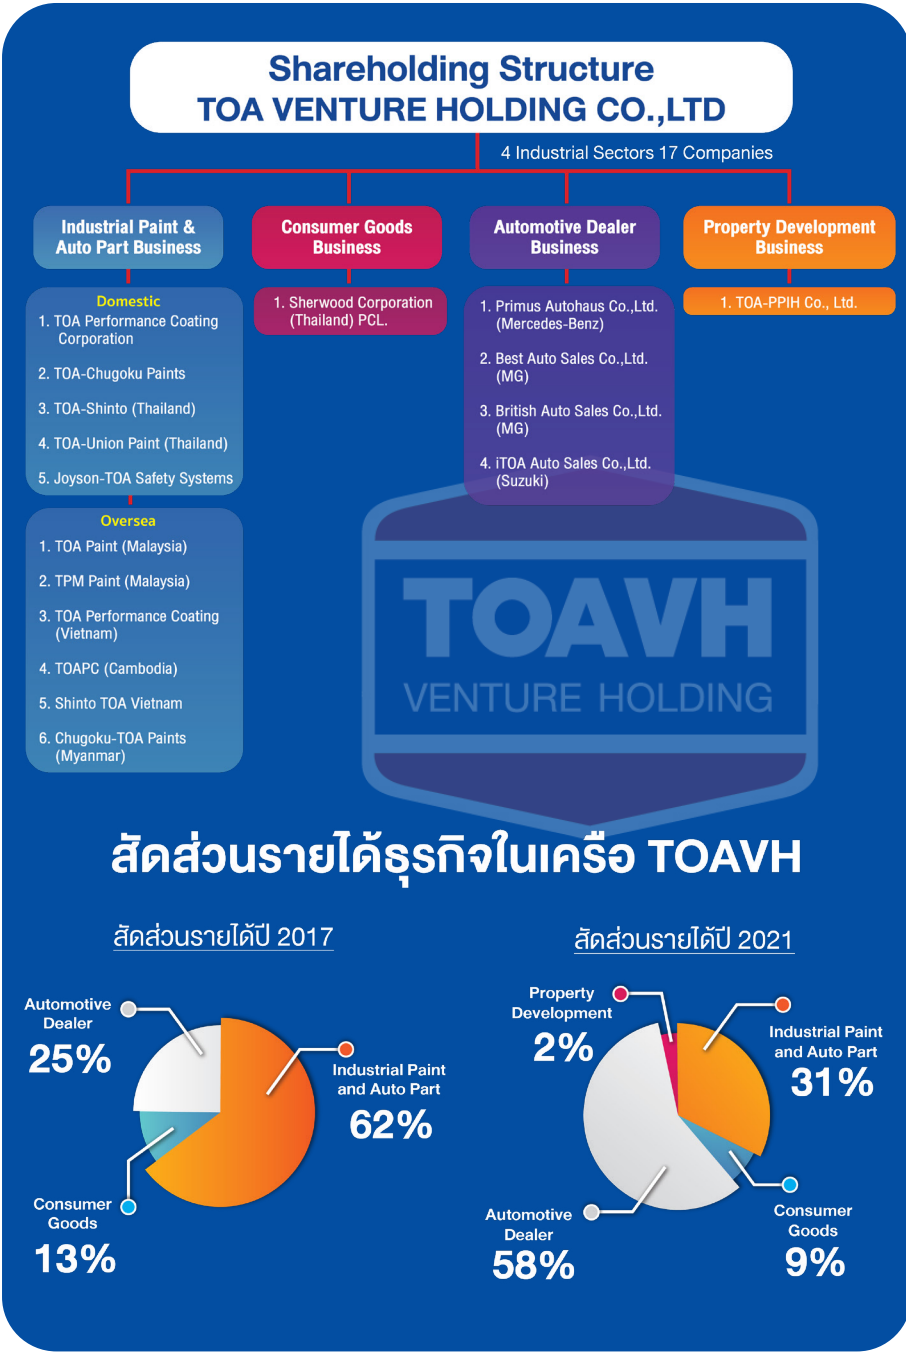 Shareholding Structure
TOA VENTURE HOLDING CO.,LTD
4 Industrial Sectors 17 Companies
Industrial Paint &
Auto Part Business
Domestic
1. TOA Performance Coating
Corporation
2. TOA-Chugoku Paints
3. TOA-Shinto (Thailand)
4. TOA-Union Paint (Thailand)
5. Joyson-TOA Safety Systems
Oversea
1. TOA Paint (Malaysia)
2. TPM Paint (Malaysia)
3. TOA Performance Coating
(Vietnam)
4. TOAPC (Cambodia)
5. Shinto TOA Vietnam
6. Chugoku-TOA Paints
(Myanmar)
Consumer Goods
Business
1. Sherwood Corporation
(Thailand) PCL.
Automotive Dealer
Business
1. Primus Autohaus Co.,Ltd.
(Mercedes-Benz)
2. Best Auto Sales Co.,Ltd.
(MG)
3. British Auto Sales Co.,Ltd.
(MG)
4. iTOA Auto Sales Co.,Ltd.
(Suzuki)
Property Development
Business
1. TOA-PPIH Co., Ltd.
TOAVH
VENTURE HOLDING
สัดส่วนรายได้ธุรกิจในเครือ TOAVH
สัดส่วนรายได้ปี 2017
Automotive
Dealer
25%
Industrial Paint
and Auto Part
62%
Consumer
Goods
13%
สัดส่วนรายได้ปี 2021
Property
Development
2%
Industrial Paint
and Auto Part
31%
Automotive
Dealer
58%
Consumer
Goods
9%